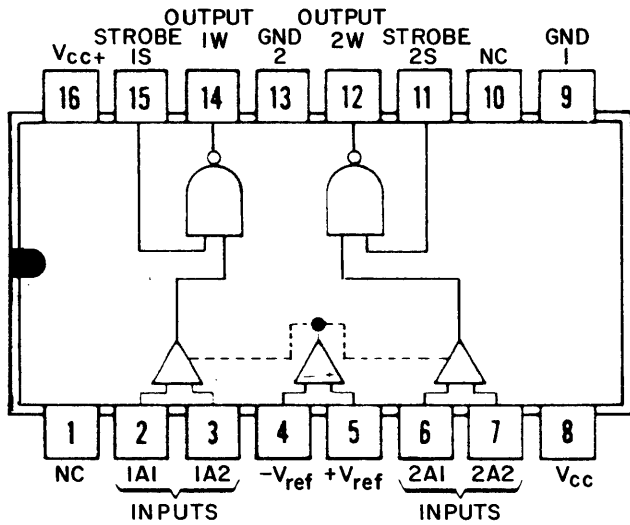 OUTPUT OUTPUT
STROBE 1W GND 2W STROBE GND
Vcc+ 1S 2 2S NC 1
16 15 14 13 12 11 10 9
− +
1 2 3 4 5 6 7 8
NC 1A1 1A2 −Vref +Vref 2A1 2A2 Vcc
INPUTS INPUTS